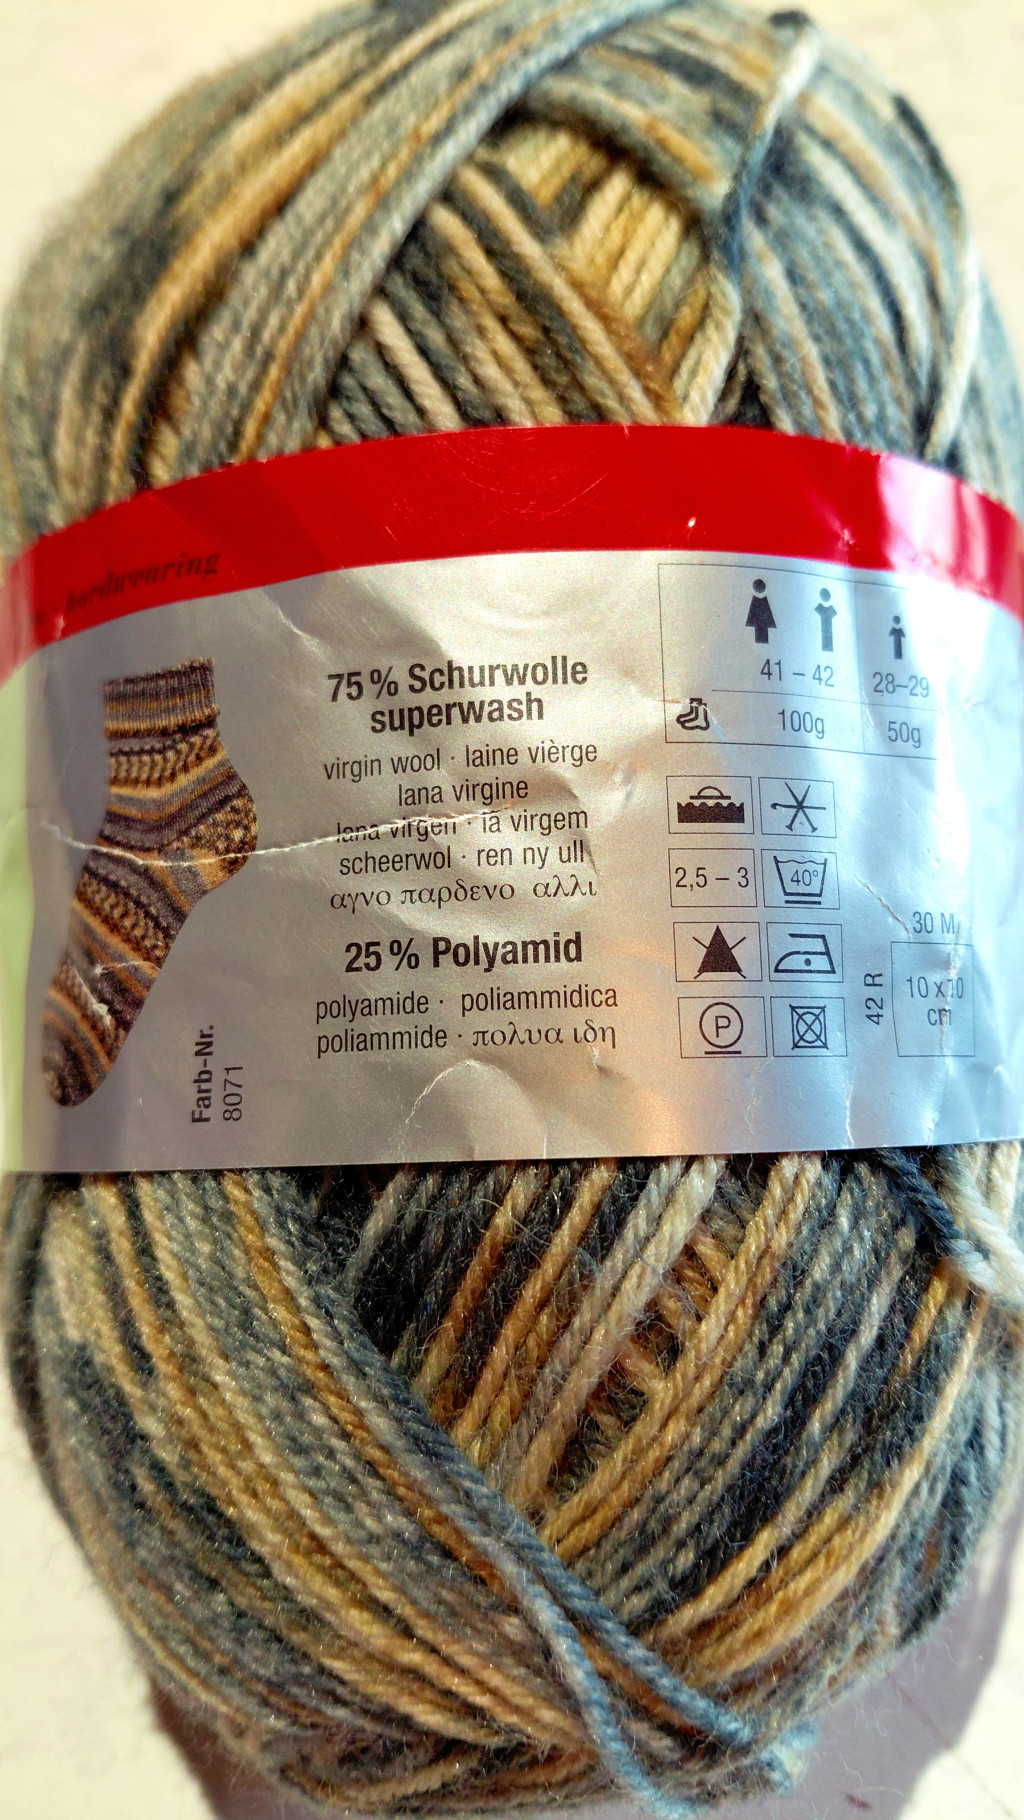 hardwearing
75 % Schurwolle
superwash
virgin wool · laine vièrge
lana virgine
lana virgen · la virgem
scheerwol · ren ny ull
αγνο παρδενο αλλι
25 % Polyamid
polyamide · poliammidica
poliammide · πολυα ιδη
Farb-Nr.
8071
41 – 42 28–29
100g 50g
2,5 – 3 40°
P
42 R
30 M
10 x 10
cm